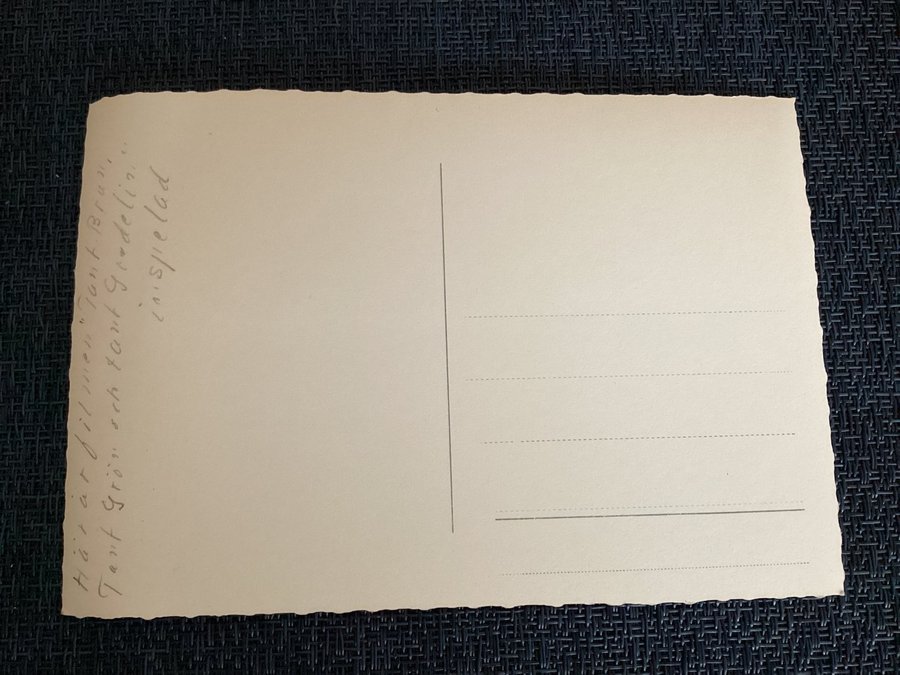 Här är filmen "Tant Brun,
Tant Grön och tant Gredelin"
inspelad